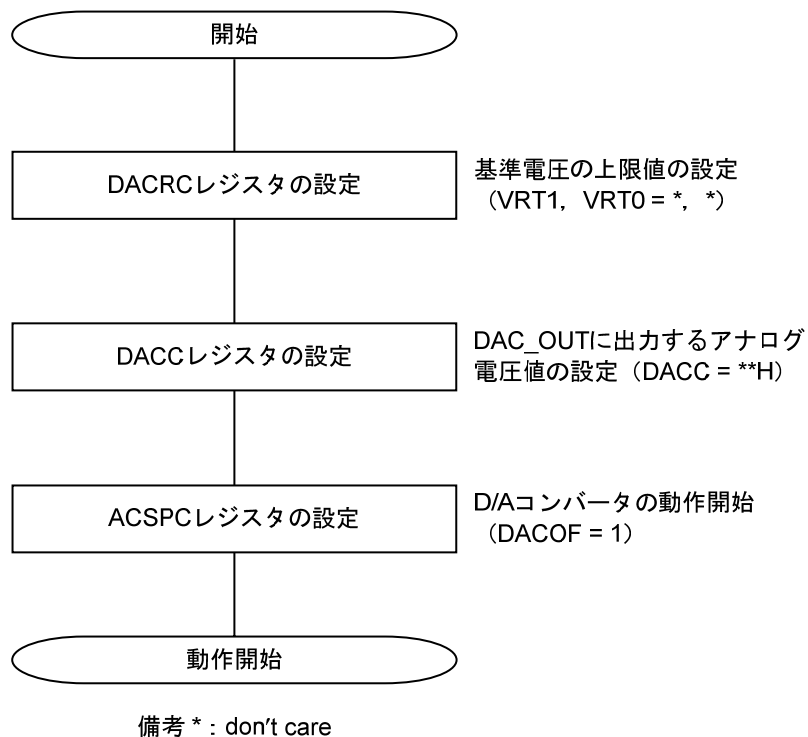 開始
DACRCレジスタの設定
基準電圧の上限値の設定
（VRT1，VRT0 = *，*）
DACCレジスタの設定
DAC_OUTに出力するアナログ
電圧値の設定（DACC = **H）
ACSPCレジスタの設定
D/Aコンバータの動作開始
（DACOF = 1）
動作開始
備考 *：don't care